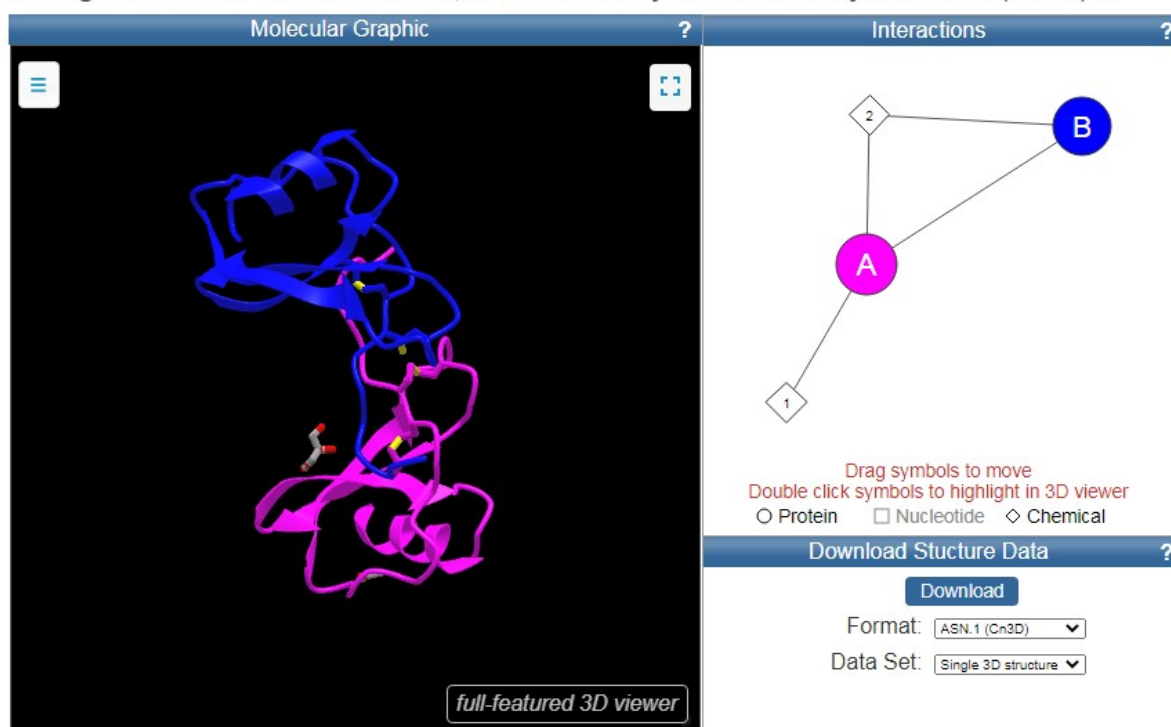 Molecular Graphic ?
Interactions ?
2
B
A
1
Drag symbols to move
Double click symbols to highlight in 3D viewer
Protein Nucleotide Chemical
Download Stucture Data ?
Download
Format: ASN.1 (Cn3D)
Data Set: Single 3D structure
full-featured 3D viewer